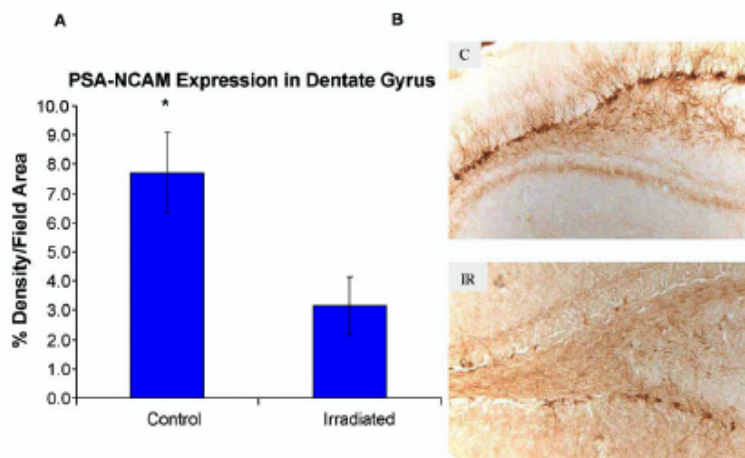 A
B
PSA-NCAM Expression in Dentate Gyrus
% Density/Field Area
10.0
9.0
8.0
7.0
6.0
5.0
4.0
3.0
2.0
1.0
0.0
*
Control
Irradiated
C
IR